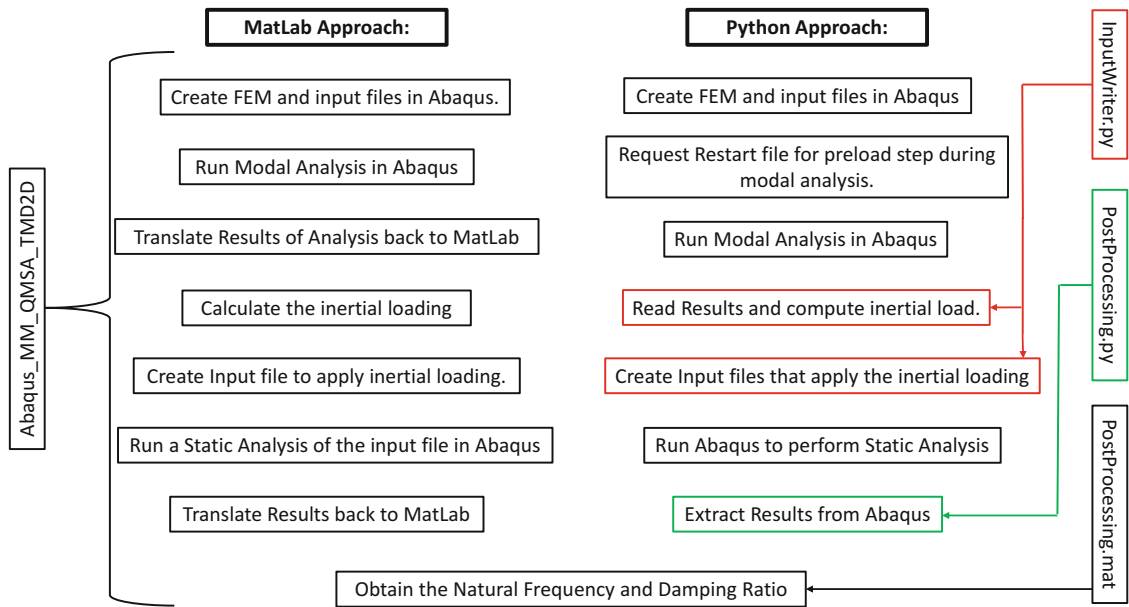 MatLab Approach:
Python Approach:
Abaqus_MM_QMSA_TMD2D
Create FEM and input files in Abaqus.
Run Modal Analysis in Abaqus
Translate Results of Analysis back to MatLab
Calculate the inertial loading
Create Input file to apply inertial loading.
Run a Static Analysis of the input file in Abaqus
Translate Results back to MatLab
Create FEM and input files in Abaqus
Request Restart file for preload step during
modal analysis.
Run Modal Analysis in Abaqus
Read Results and compute inertial load.
Create Input files that apply the inertial loading
Run Abaqus to perform Static Analysis
Extract Results from Abaqus
Obtain the Natural Frequency and Damping Ratio
InputWriter.py
PostProcessing.py
PostProcessing.mat